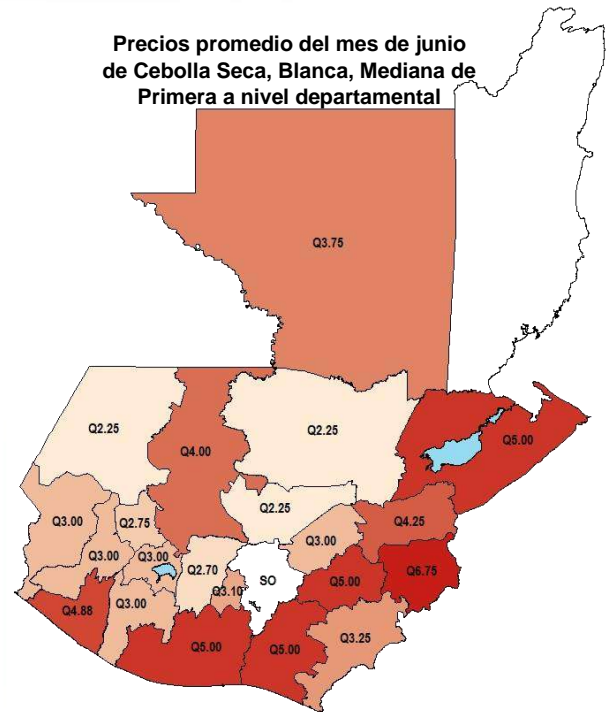 Precios promedio del mes de junio
de Cebolla Seca, Blanca, Mediana de
Primera a nivel departamental
Q3.75
Q2.25
Q4.00
Q2.25
Q5.00
Q2.25
Q3.00
Q2.75
Q4.25
Q3.00
Q3.00
Q3.00
Q2.70
SO
Q5.00
Q6.75
Q3.10
Q4.88
Q3.00
Q3.25
Q5.00
Q5.00